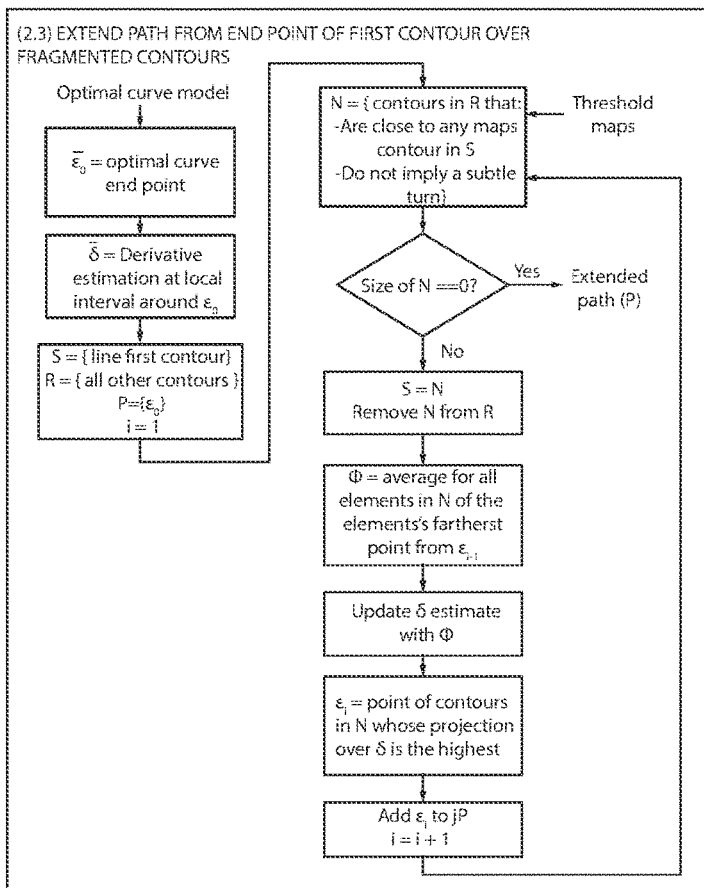 (2.3) EXTEND PATH FROM END POINT OF FIRST CONTOUR OVER
FRAGMENTED CONTOURS
Optimal curve model
ε̅₀ = optimal curve
end point
δ̅ = Derivative
estimation at local
interval around ε₀
S = { line first contour}
R = { all other contours }
P={ε₀}
i = 1
N = { contours in R that:
-Are close to any maps
contour in S
-Do not imply a subtle
turn}
Threshold
maps
Size of N ==0?
Yes
Extended
path (P)
No
S = N
Remove N from R
Φ = average for all
elements in N of the
elements's fartherst
point from εᵢ₋₁
Update δ estimate
with Φ
εᵢ = point of contours
in N whose projection
over δ is the highest
Add εᵢ to jP
i = i + 1